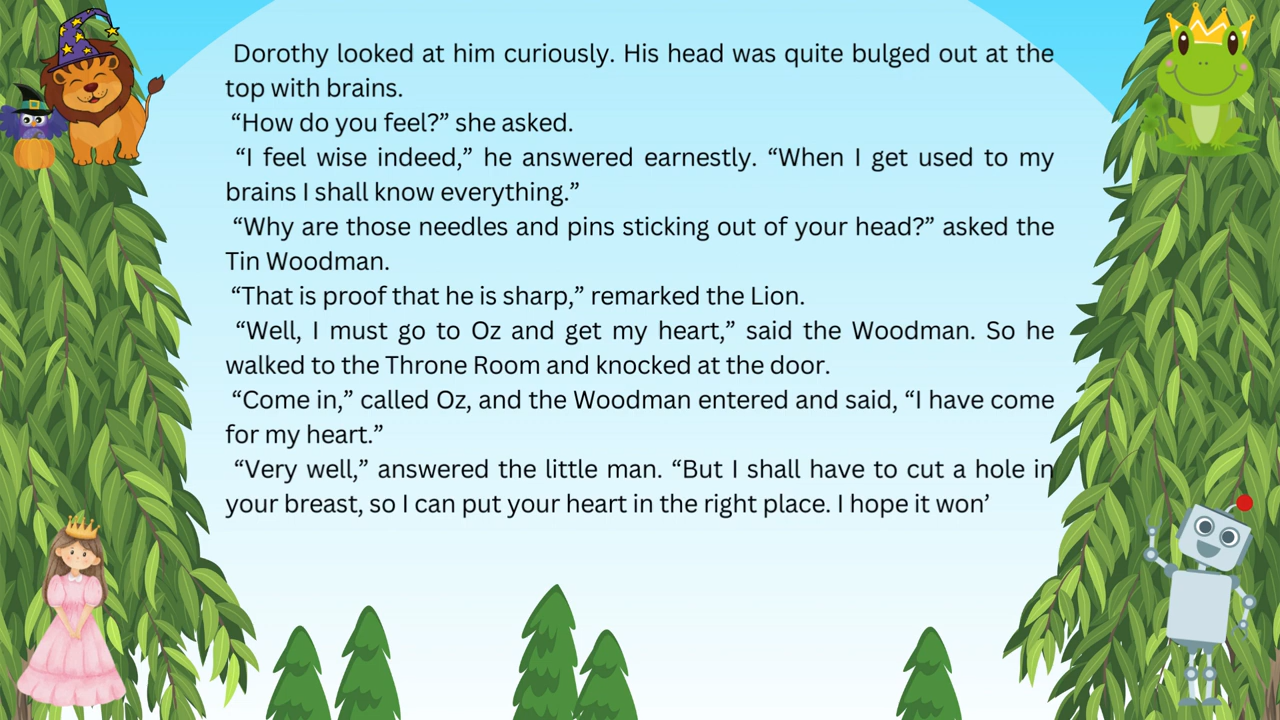 Dorothy looked at him curiously. His head was quite bulged out at the
top with brains.
“How do you feel?” she asked.
“I feel wise indeed,” he answered earnestly. “When I get used to my
brains I shall know everything.”
“Why are those needles and pins sticking out of your head?” asked the
Tin Woodman.
“That is proof that he is sharp,” remarked the Lion.
“Well, I must go to Oz and get my heart,” said the Woodman. So he
walked to the Throne Room and knocked at the door.
“Come in,” called Oz, and the Woodman entered and said, “I have come
for my heart.”
“Very well,” answered the little man. “But I shall have to cut a hole in
your breast, so I can put your heart in the right place. I hope it won’